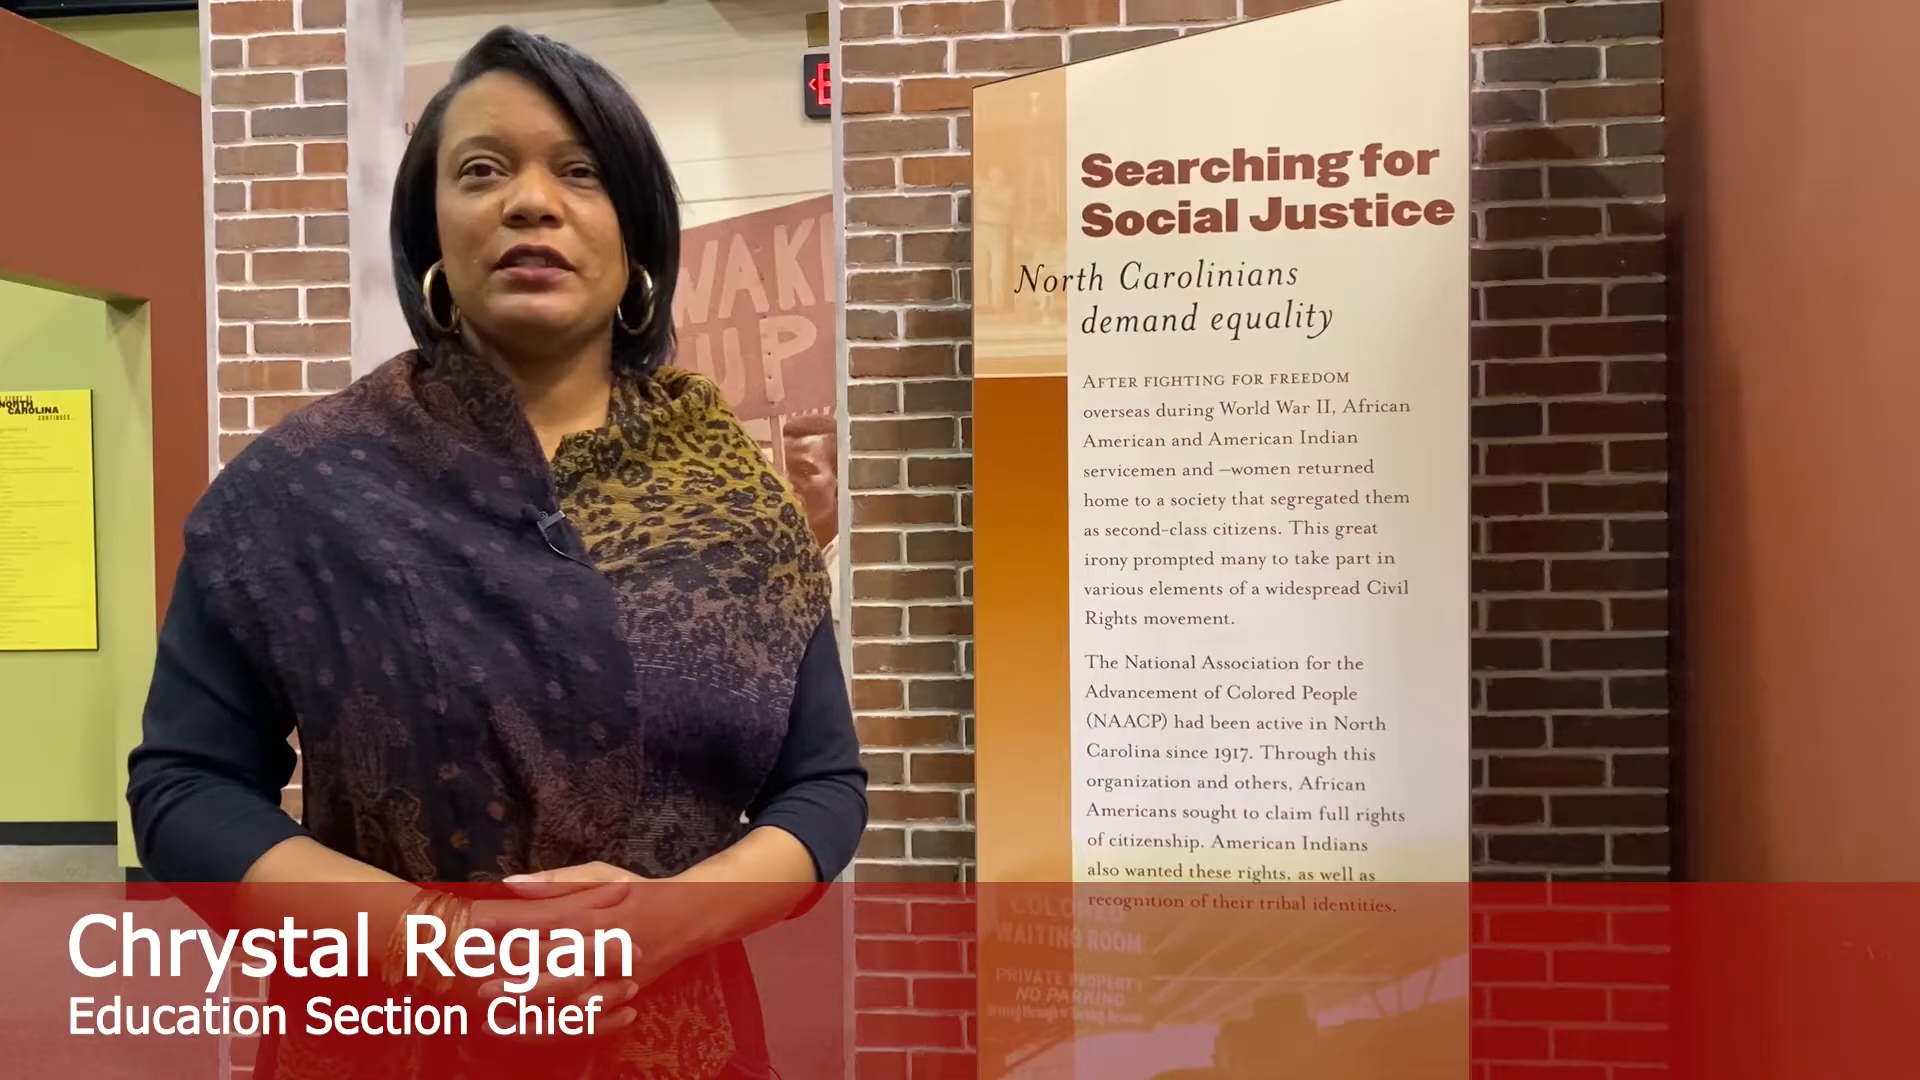 WAKE
UP
NORTH
CAROLINA
CONTINUES...
Searching for
Social Justice
North Carolinians
demand equality
AFTER FIGHTING FOR FREEDOM
overseas during World War II, African
American and American Indian
servicemen and –women returned
home to a society that segregated them
as second-class citizens. This great
irony prompted many to take part in
various elements of a widespread Civil
Rights movement.
The National Association for the
Advancement of Colored People
(NAACP) had been active in North
Carolina since 1917. Through this
organization and others, African
Americans sought to claim full rights
of citizenship. American Indians
also wanted these rights, as well as
recognition of their tribal identities.
COLORED
WAITING ROOM
PRIVATE PROPERTY
NO PARKING
Chrystal Regan
Education Section Chief